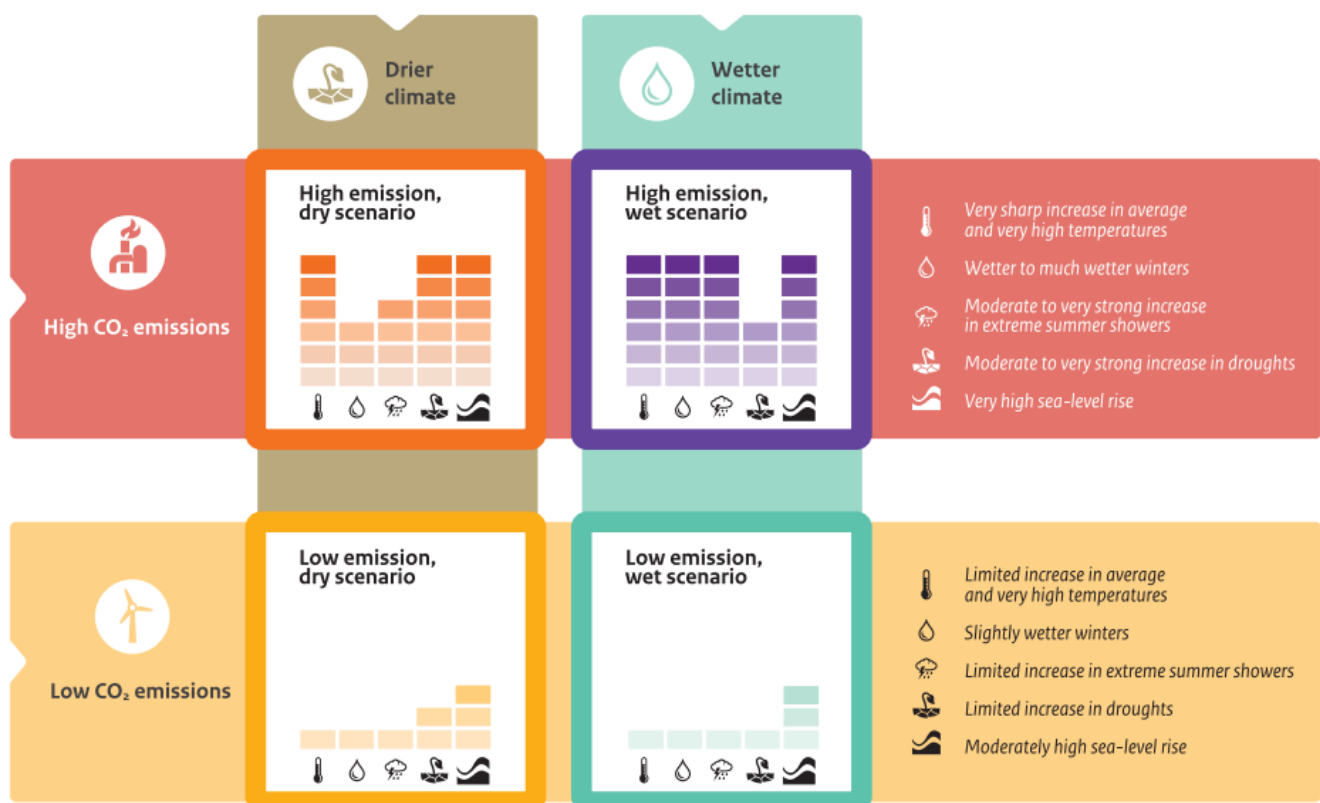 Drier
climate
Wetter
climate
High CO₂ emissions
High emission,
dry scenario
High emission,
wet scenario
Very sharp increase in average
and very high temperatures
Wetter to much wetter winters
Moderate to very strong increase
in extreme summer showers
Moderate to very strong increase in droughts
Very high sea-level rise
Low CO₂ emissions
Low emission,
dry scenario
Low emission,
wet scenario
Limited increase in average
and very high temperatures
Slightly wetter winters
Limited increase in extreme summer showers
Limited increase in droughts
Moderately high sea-level rise